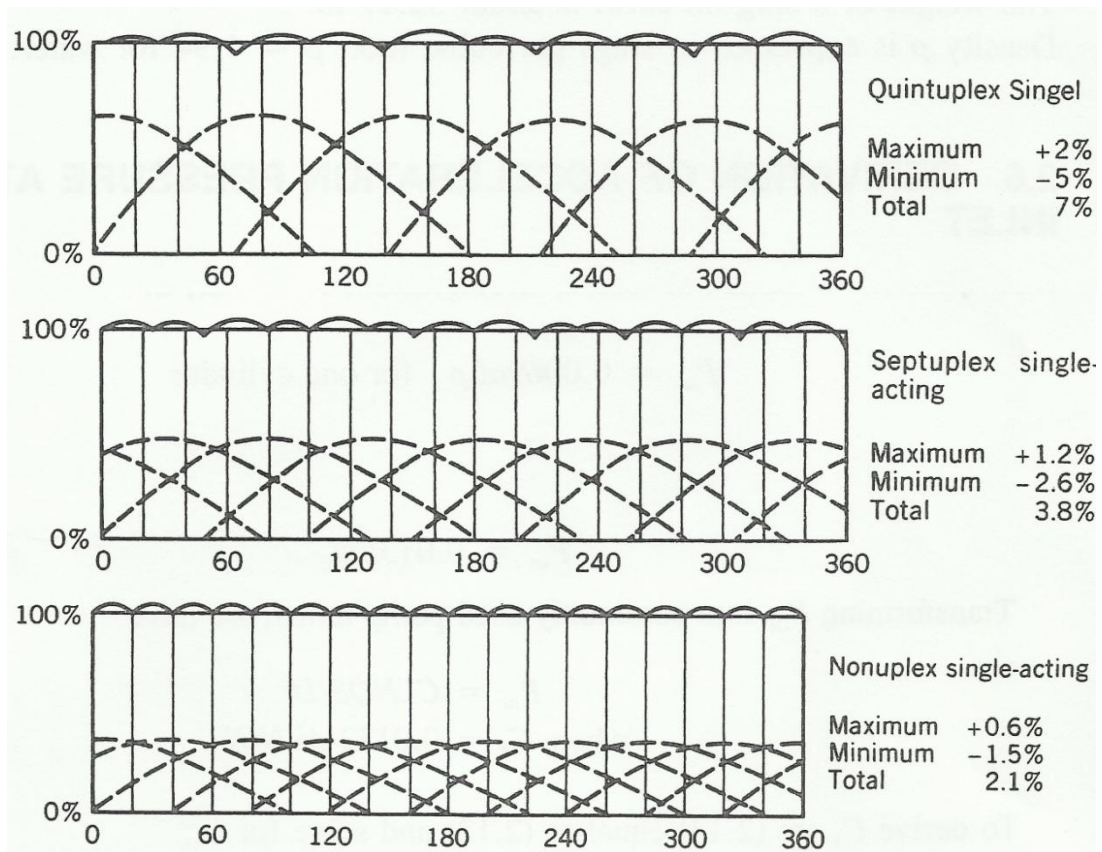 100%
0%
0 60 120 180 240 300 360
Quintuplex Singel
Maximum +2%
Minimum -5%
Total 7%
100%
0%
0 60 120 180 240 300 360
Septuplex single-
acting
Maximum +1.2%
Minimum -2.6%
Total 3.8%
100%
0%
0 60 120 180 240 300 360
Nonuplex single-acting
Maximum +0.6%
Minimum -1.5%
Total 2.1%